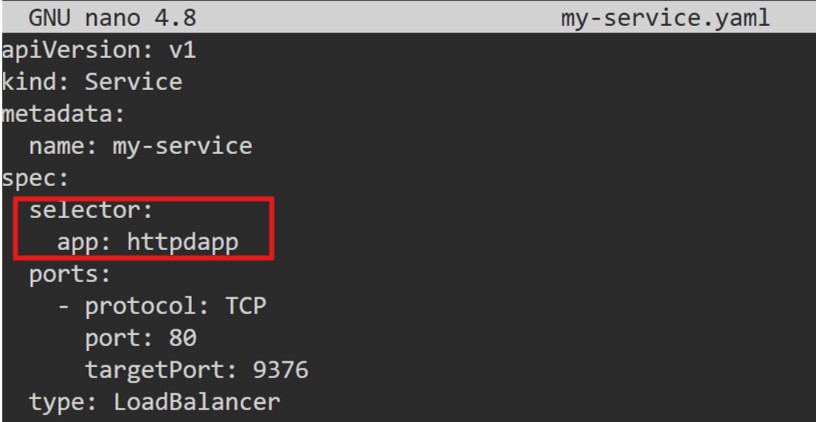 GNU nano 4.8 my-service.yaml
apiVersion: v1
kind: Service
metadata:
  name: my-service
spec:
  selector:
    app: httpdapp
  ports:
    - protocol: TCP
      port: 80
      targetPort: 9376
  type: LoadBalancer